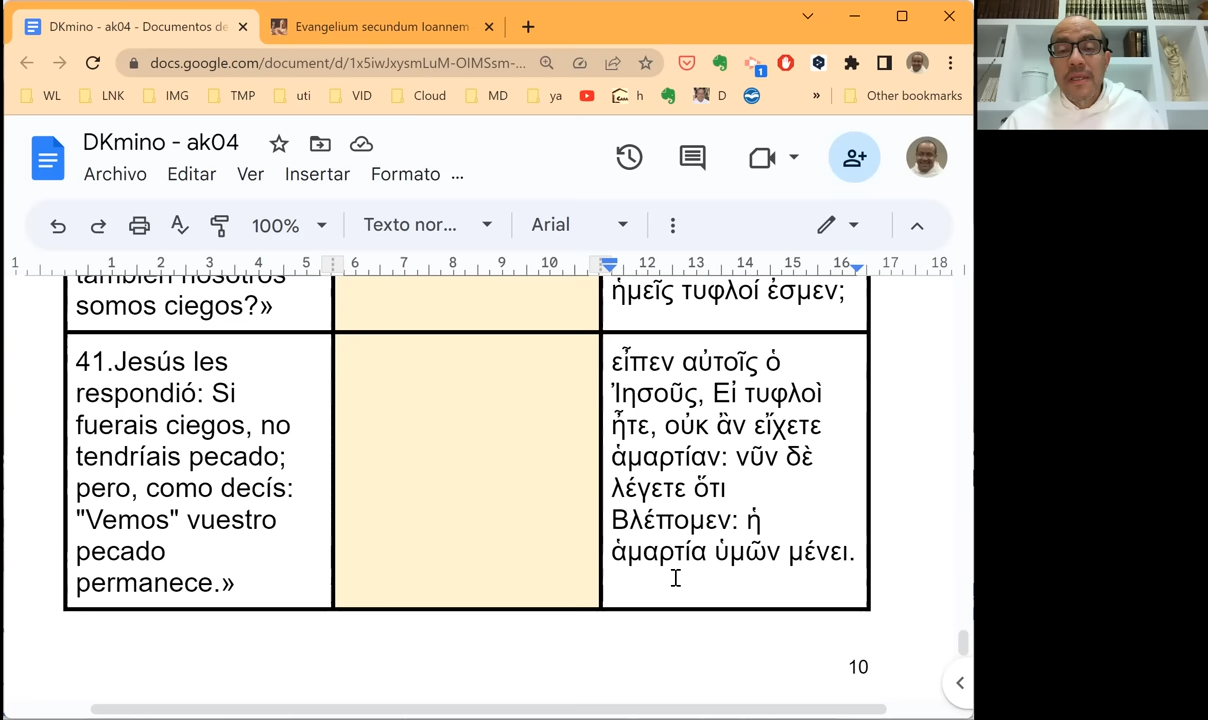 DKmino - ak04 - Documentos de
Evangelium secundum Ioannem
docs.google.com/document/d/1x5iwJxysmLuM-OIMSsm-...
1
WL LNK IMG TMP uti VID Cloud MD ya h D » Other bookmarks
DKmino - ak04
Archivo Editar Ver Insertar Formato ...
100% Texto nor... Arial
1 1 2 3 4 5 6 7 8 9 10 12 13 14 15 16 17 18
también nosotros
somos ciegos?»
ἡμεῖς τυφλοί ἐσμεν;
41.Jesús les
respondió: Si
fuerais ciegos, no
tendríais pecado;
pero, como decís:
"Vemos" vuestro
pecado
permanece.»
εἶπεν αὐτοῖς ὁ
Ἰησοῦς, Εἰ τυφλοὶ
ἦτε, οὐκ ἂν εἴχετε
ἁμαρτίαν: νῦν δὲ
λέγετε ὅτι
Βλέπομεν: ἡ
ἁμαρτία ὑμῶν μένει.
10